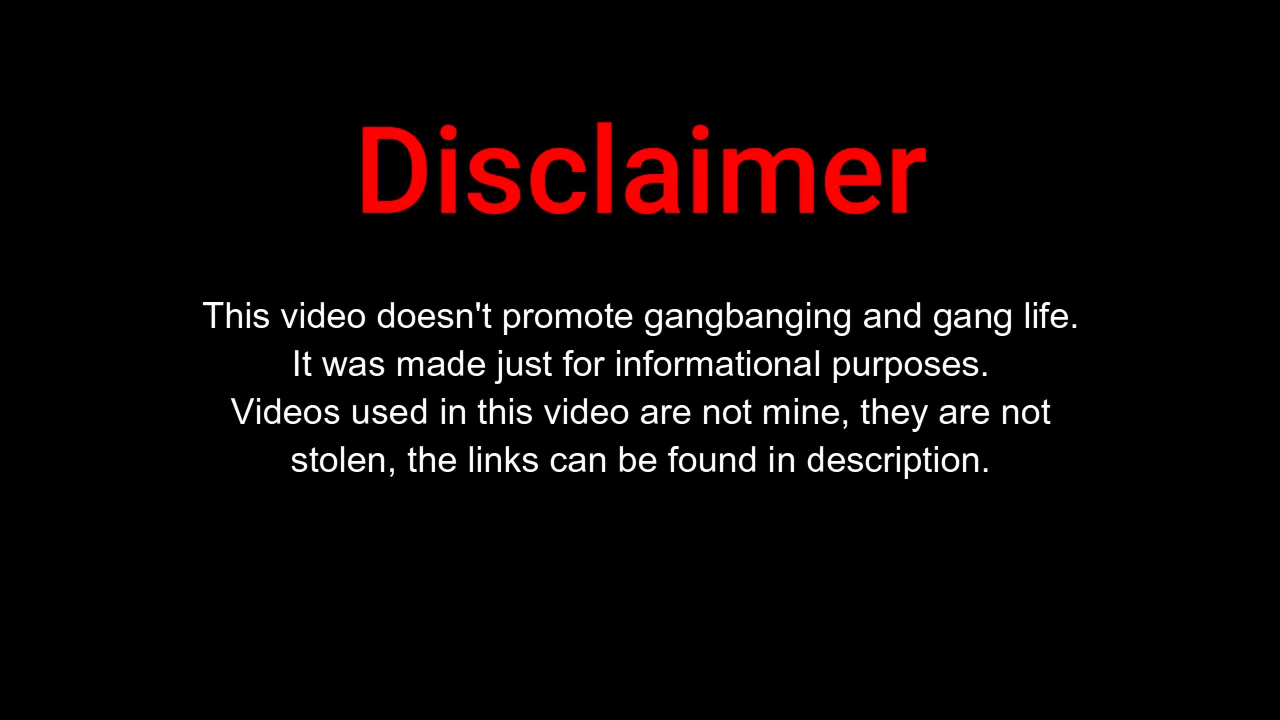 Disclaimer
This video doesn't promote gangbanging and gang life.
It was made just for informational purposes.
Videos used in this video are not mine, they are not
stolen, the links can be found in description.